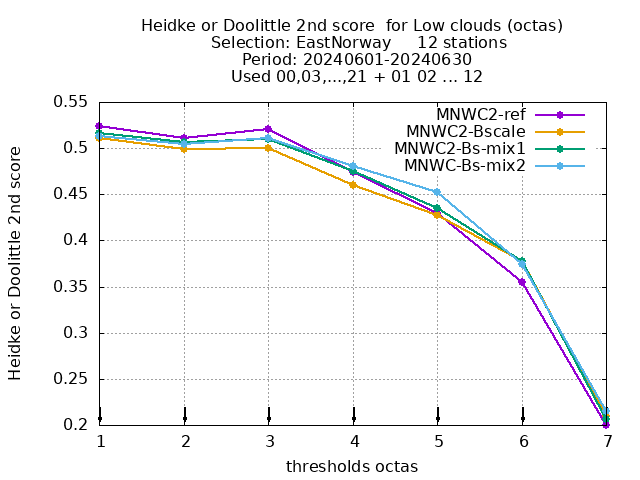 Heidke or Doolittle 2nd score  for Low clouds (octas)
Selection: EastNorway     12 stations
Period: 20240601-20240630
Used 00,03,...,21 + 01 02 ... 12
MNWC2-ref
MNWC2-Bscale
MNWC2-Bs-mix1
MNWC-Bs-mix2
Heidke or Doolittle 2nd score
0.55
0.5
0.45
0.4
0.35
0.3
0.25
0.2
1 2 3 4 5 6 7
thresholds octas